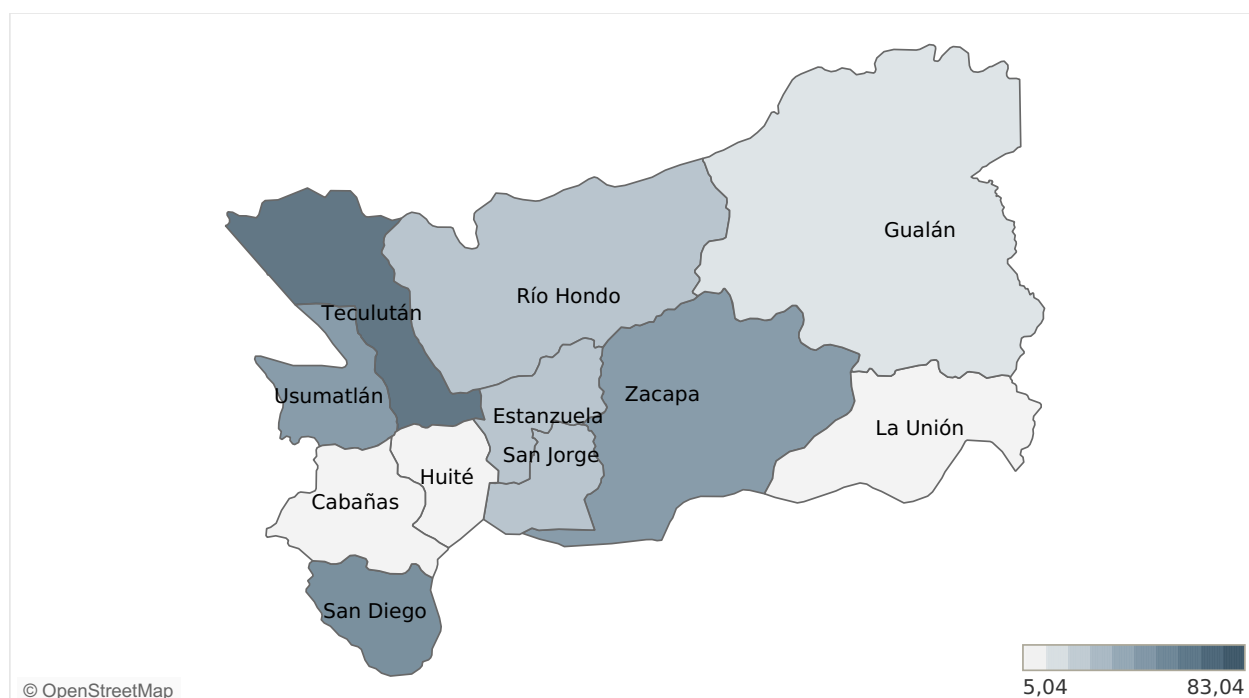 Gualán
Río Hondo
Teculután
Usumatlán
Zacapa
Estanzuela
La Unión
San Jorge
Huité
Cabañas
San Diego
© OpenStreetMap
5,04 83,04